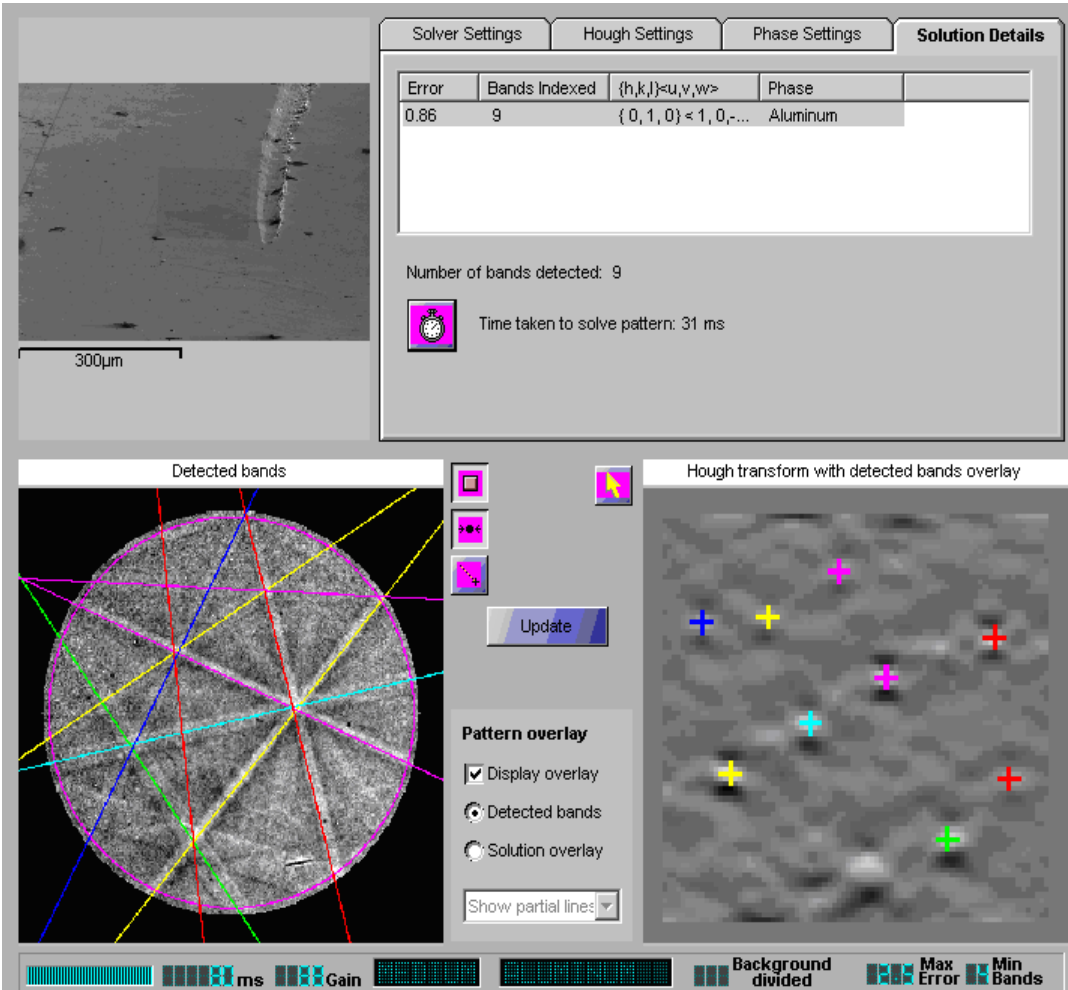 Solver Settings Hough Settings Phase Settings Solution Details
Error Bands Indexed {h,k,l}<u,v,w> Phase
0.86 9 { 0, 1, 0} < 1, 0,-... Aluminum
Number of bands detected: 9
Time taken to solve pattern: 31 ms
300µm
Detected bands
Hough transform with detected bands overlay
Update
Pattern overlay
Display overlay
Detected bands
Solution overlay
Show partial lines
ms Gain Background divided 2.5 Max Error 4 Min Bands